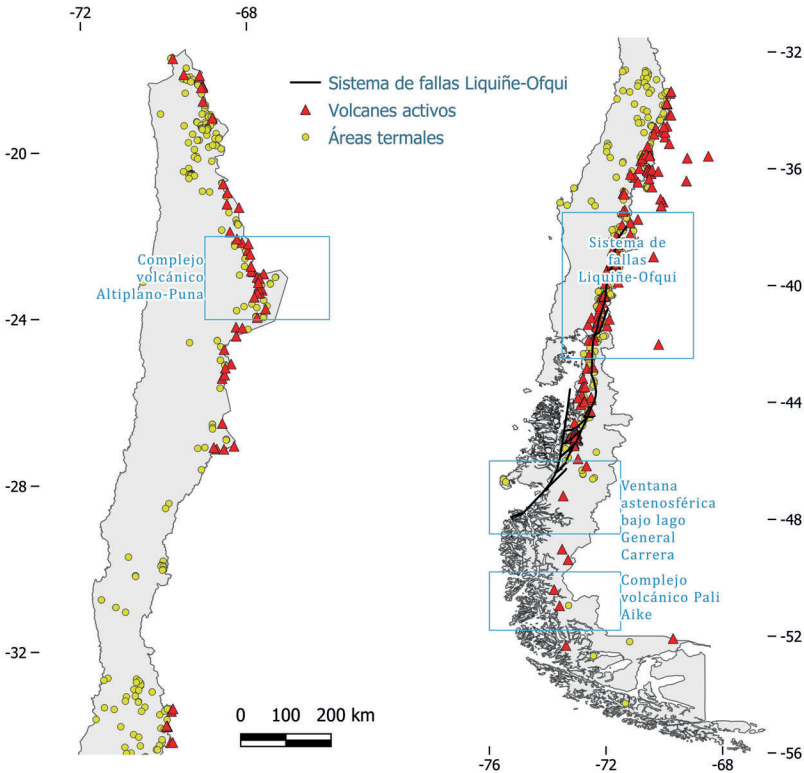 -72
-68
Sistema de fallas Liquiñe-Ofqui
Volcanes activos
Áreas termales
-20
-24
-28
-32
Complejo
volcánico
Altiplano-Puna
0 100 200 km
-32
-36
-40
-44
-48
-52
-56
Sistema de
fallas
Liquiñe-Ofqui
Ventana
astenosférica
bajo lago
General
Carrera
Complejo
volcánico Pali
Aike
-76
-72
-68